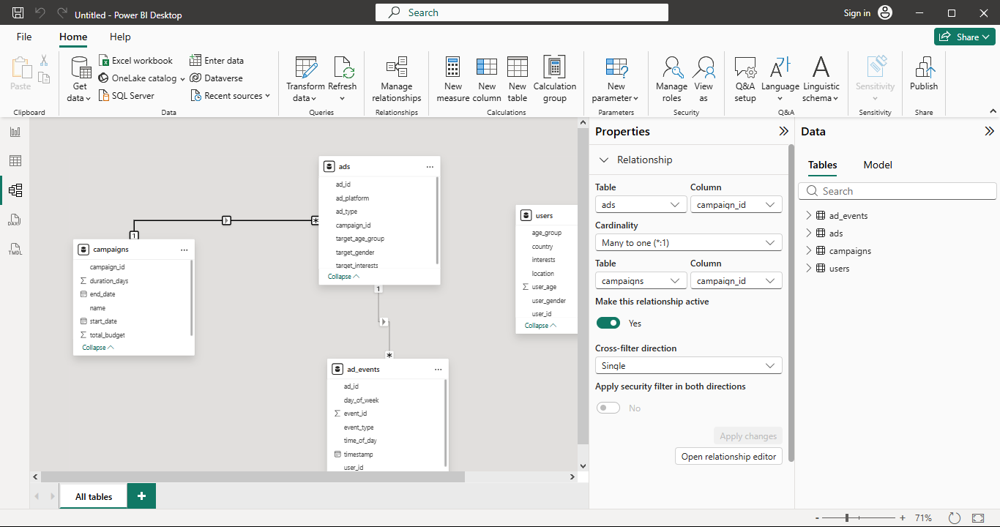 Untitled - Power BI Desktop
Search
Sign in
File
Home
Help
Share
Paste
Get data
Excel workbook
OneLake catalog
SQL Server
Enter data
Dataverse
Recent sources
Transform data
Refresh
Manage relationships
New measure
New column
New table
Calculation group
New parameter
Manage roles
View as
Q&A setup
Language
Linguistic schema
Sensitivity
Publish
Clipboard
Data
Queries
Relationships
Calculations
Parameters
Security
Q&A
Sensitivity
Share
DAX
TMDL
ads
ad_id
ad_platform
ad_type
campaign_id
target_age_group
target_gender
target_interests
Collapse
1
*
1
*
campaigns
campaign_id
duration_days
end_date
name
start_date
total_budget
Collapse
users
age_group
country
interests
location
user_age
user_gender
user_id
Collapse
ad_events
ad_id
day_of_week
event_id
event_type
time_of_day
timestamp
user_id
All tables
Properties
Relationship
Table
Column
ads
campaign_id
Cardinality
Many to one (*:1)
Table
Column
campaigns
campaign_id
Make this relationship active
Yes
Cross-filter direction
Single
Apply security filter in both directions
No
Apply changes
Open relationship editor
Data
Tables
Model
Search
ad_events
ads
campaigns
users
- + 71%